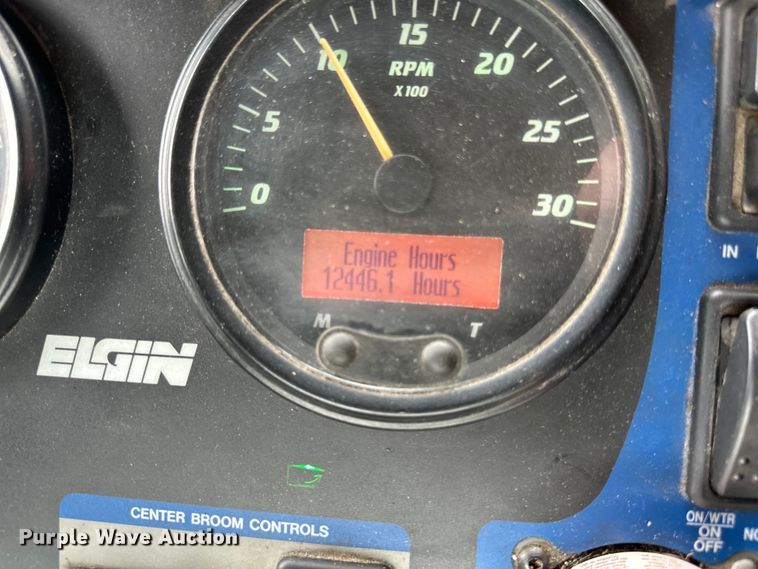 0
5
10
15
20
25
30
RPM
X100
Engine Hours
12446.1 Hours
M
T
ELGIN
IN
CENTER BROOM CONTROLS
ON/WTR
ON
OFF
Purple Wave Auction